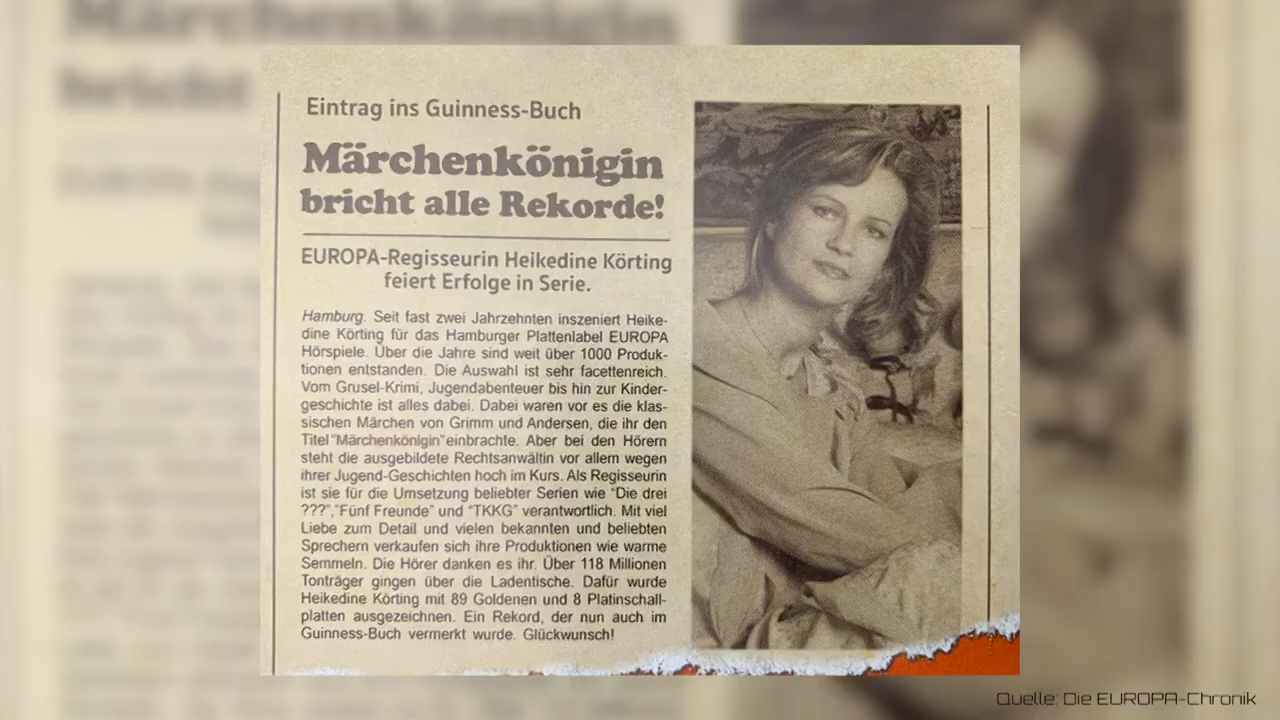 Eintrag ins Guinness-Buch
Märchenkönigin
bricht alle Rekorde!
EUROPA-Regisseurin Heikedine Körting
feiert Erfolge in Serie.
Hamburg. Seit fast zwei Jahrzehnten inszeniert Heike-
dine Körting für das Hamburger Plattenlabel EUROPA
Hörspiele. Über die Jahre sind weit über 1000 Produk-
tionen entstanden. Die Auswahl ist sehr facettenreich.
Vom Grusel-Krimi, Jugendabenteuer bis hin zur Kinder-
geschichte ist alles dabei. Dabei waren vor es die klas-
sischen Märchen von Grimm und Andersen, die ihr den
Titel "Märchenkönigin" einbrachte. Aber bei den Hörern
steht die ausgebildete Rechtsanwältin vor allem wegen
ihrer Jugend-Geschichten hoch im Kurs. Als Regisseurin
ist sie für die Umsetzung beliebter Serien wie "Die drei
???","Fünf Freunde" und "TKKG" verantwortlich. Mit viel
Liebe zum Detail und vielen bekannten und beliebten
Sprechern verkaufen sich ihre Produktionen wie warme
Semmeln. Die Hörer danken es ihr. Über 118 Millionen
Tonträger gingen über die Ladentische. Dafür wurde
Heikedine Körting mit 89 Goldenen und 8 Platinschall-
platten ausgezeichnen. Ein Rekord, der nun auch im
Guinness-Buch vermerkt wurde. Glückwunsch!
Quelle: Die EUROPA-Chronik